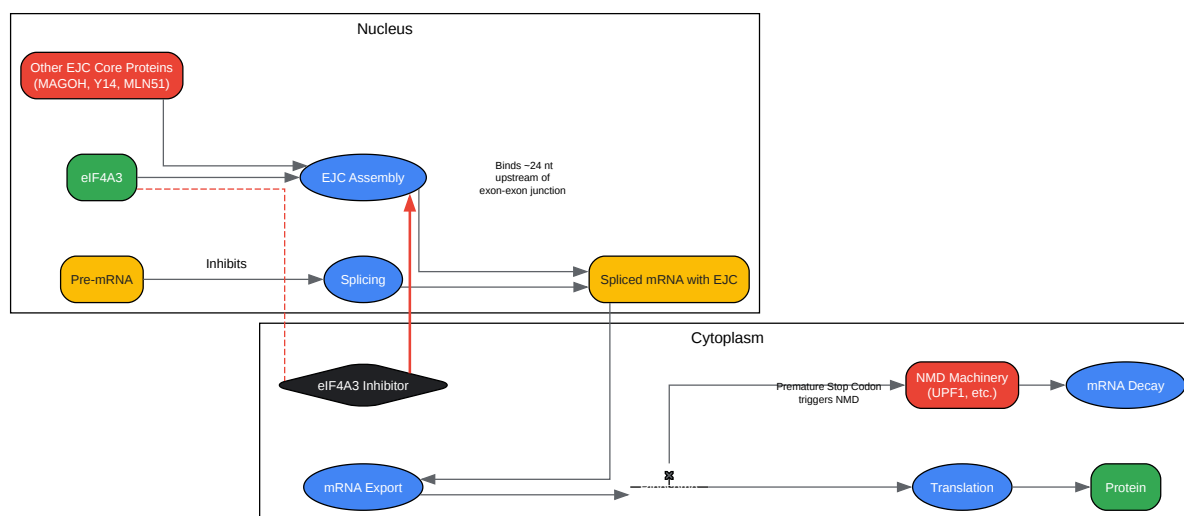 Nucleus
Other EJC Core Proteins
(MAGOH, Y14, MLN51)
eIF4A3
EJC Assembly
Binds ~24 nt
upstream of
exon-exon junction
Pre-mRNA
Inhibits
Splicing
Spliced mRNA with EJC
Cytoplasm
eIF4A3 Inhibitor
Premature Stop Codon
triggers NMD
NMD Machinery
(UPF1, etc.)
mRNA Decay
mRNA Export
Translation
Protein